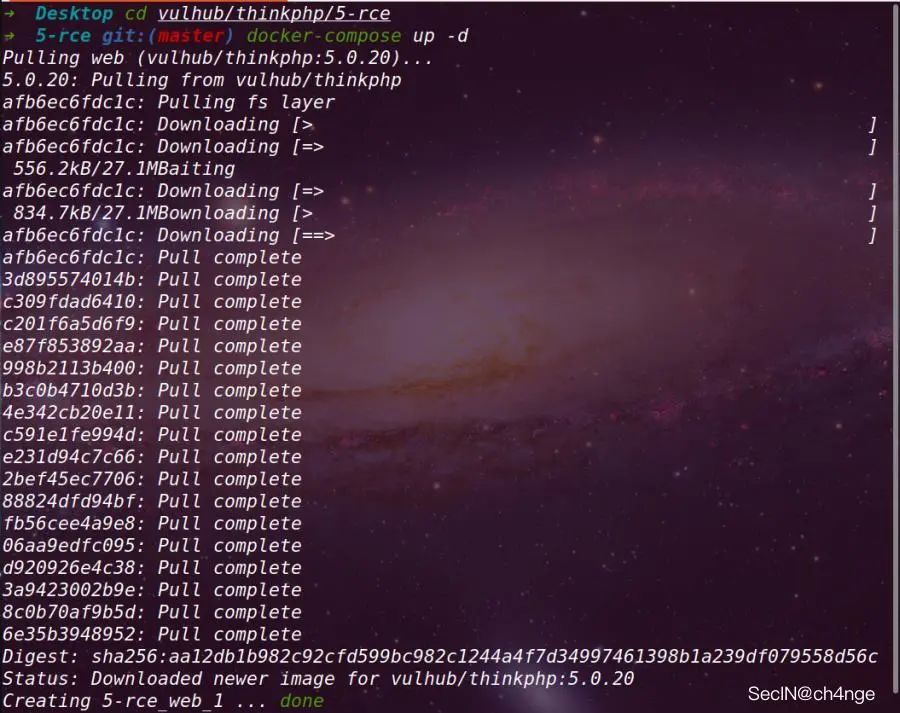 → Desktop cd vulhub/thinkphp/5-rce
→ 5-rce git:(master) docker-compose up -d
Pulling web (vulhub/thinkphp:5.0.20)...
5.0.20: Pulling from vulhub/thinkphp
afb6ec6fdc1c: Pulling fs layer
afb6ec6fdc1c: Downloading [> ]
afb6ec6fdc1c: Downloading [=> ]
556.2kB/27.1MBaiting
afb6ec6fdc1c: Downloading [=> ]
834.7kB/27.1MBownloading [> ]
afb6ec6fdc1c: Downloading [==> ]
afb6ec6fdc1c: Pull complete
3d895574014b: Pull complete
c309fdad6410: Pull complete
c201f6a5d6f9: Pull complete
e87f853892aa: Pull complete
998b2113b400: Pull complete
b3c0b4710d3b: Pull complete
4e342cb20e11: Pull complete
c591e1fe994d: Pull complete
e231d94c7c66: Pull complete
2bef45ec7706: Pull complete
88824dfd94bf: Pull complete
fb56cee4a9e8: Pull complete
06aa9edfc095: Pull complete
d920926e4c38: Pull complete
3a9423002b9e: Pull complete
8c0b70af9b5d: Pull complete
6e35b3948952: Pull complete
Digest: sha256:aa12db1b982c92cfd599bc982c1244a4f7d34997461398b1a239df079558d56c
Status: Downloaded newer image for vulhub/thinkphp:5.0.20
Creating 5-rce_web_1 ... done
SecIN@ch4nge